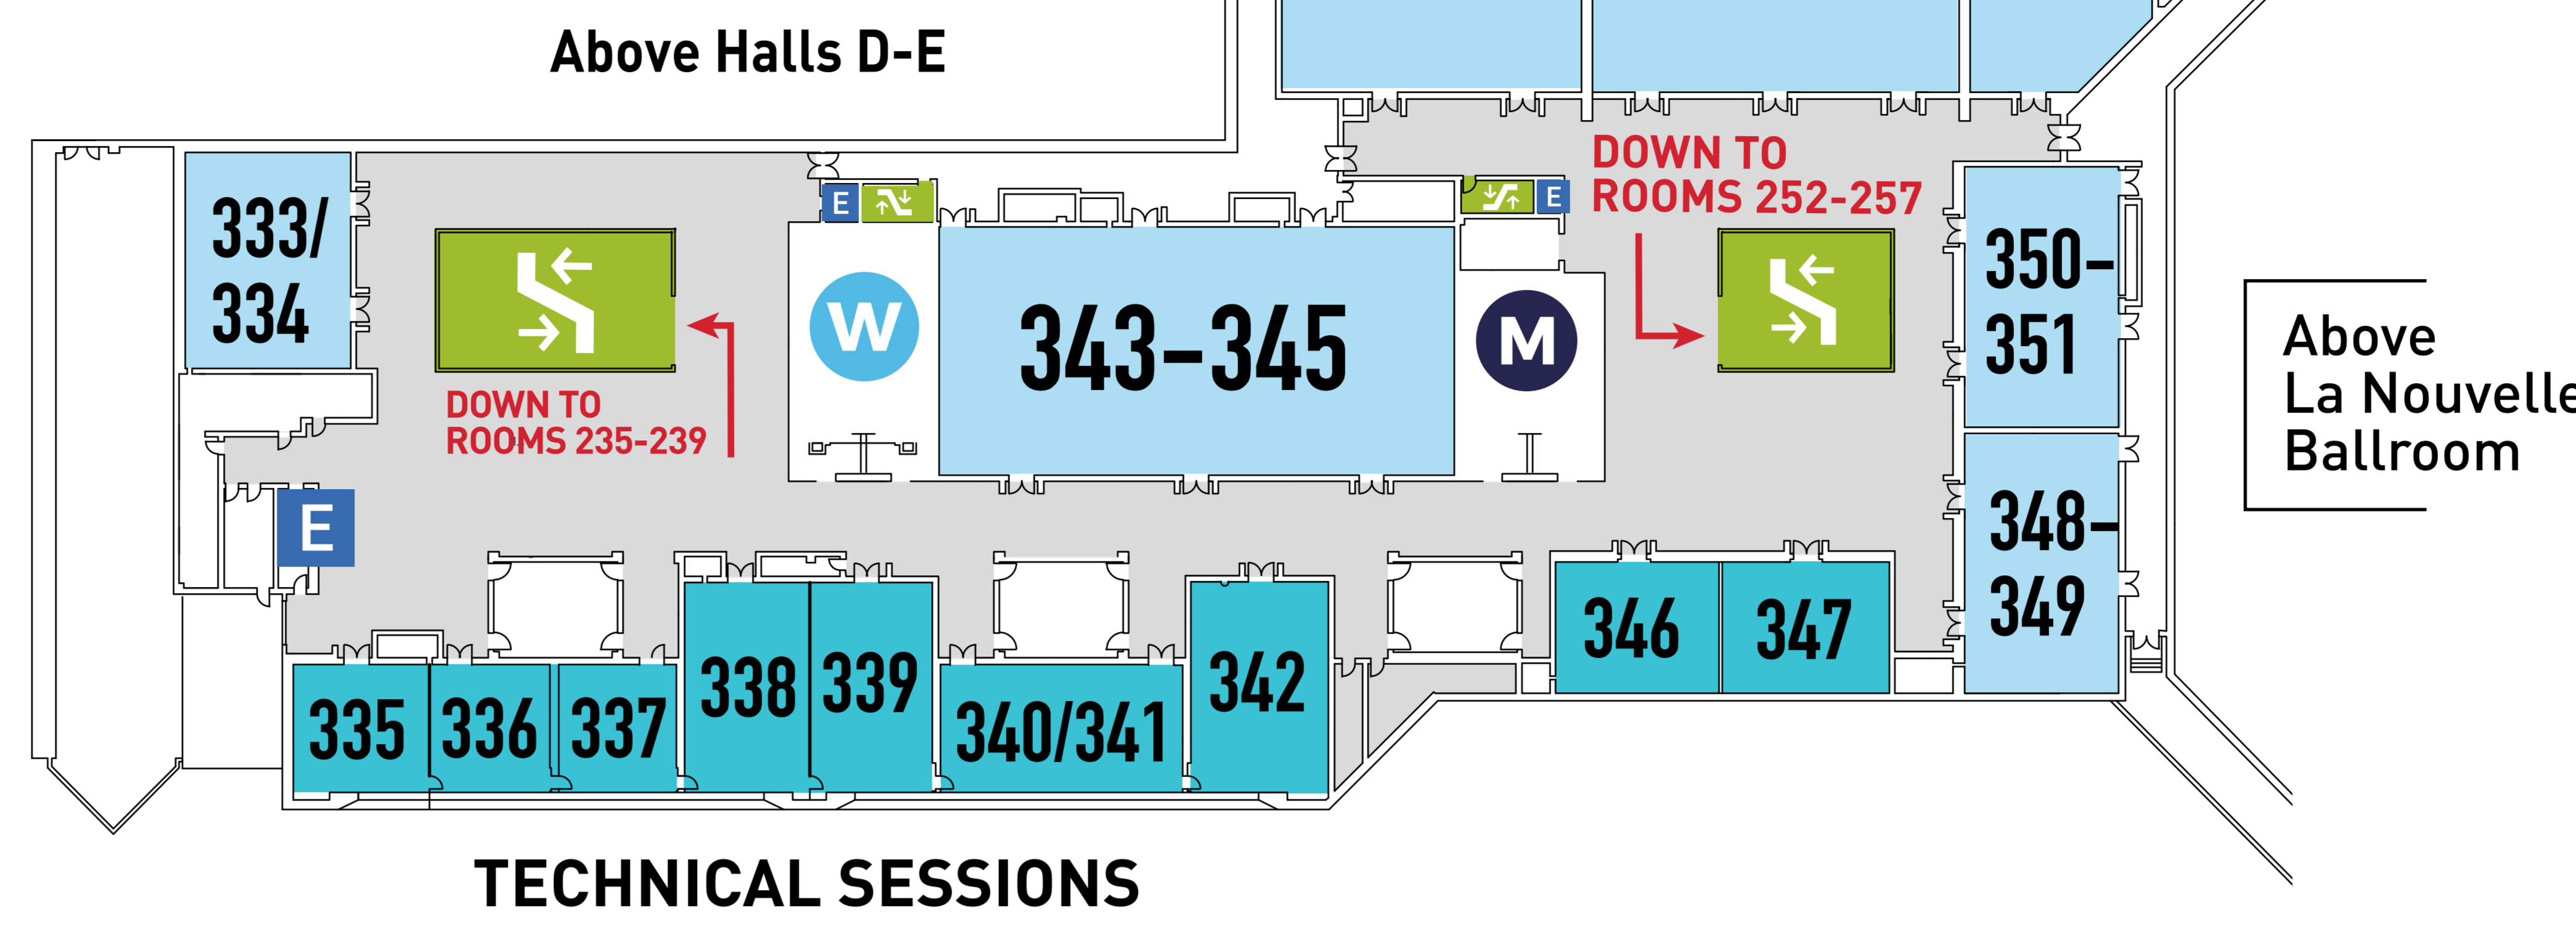 Above Halls D-E
DOWN TO
ROOMS 252-257
333/
334
E
E
W
343–345
M
350–
351
Above
La Nouvelle
Ballroom
DOWN TO
ROOMS 235-239
E
348–
349
335
336
337
338
339
340/341
342
346
347
TECHNICAL SESSIONS